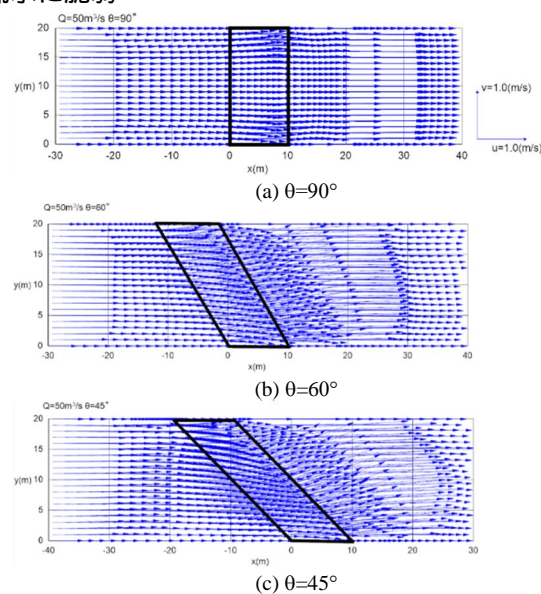 Q=50m³/s θ=90°
20
15
y(m) 10
5
0
-30 -20 -10 0 10 20 30 40
x(m)
v=1.0(m/s)
u=1.0(m/s)
(a) θ=90°
Q=50m³/s θ=60°
20
15
y(m) 10
5
0
-30 -20 -10 0 10 20 30 40
x(m)
(b) θ=60°
Q=50m³/s θ=45°
20
15
y(m) 10
5
0
-40 -30 -20 -10 0 10 20 30
x(m)
(c) θ=45°